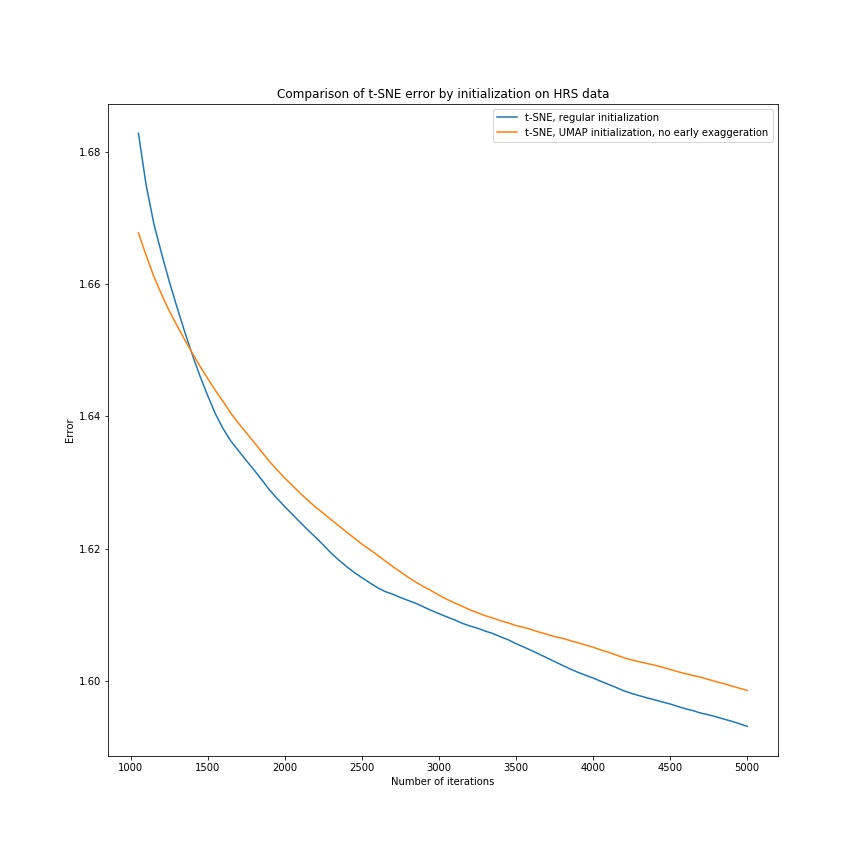 Comparison of t-SNE error by initialization on HRS data
t-SNE, regular initialization
t-SNE, UMAP initialization, no early exaggeration
1.68
1.66
1.64
1.62
1.60
Error
1000 1500 2000 2500 3000 3500 4000 4500 5000
Number of iterations